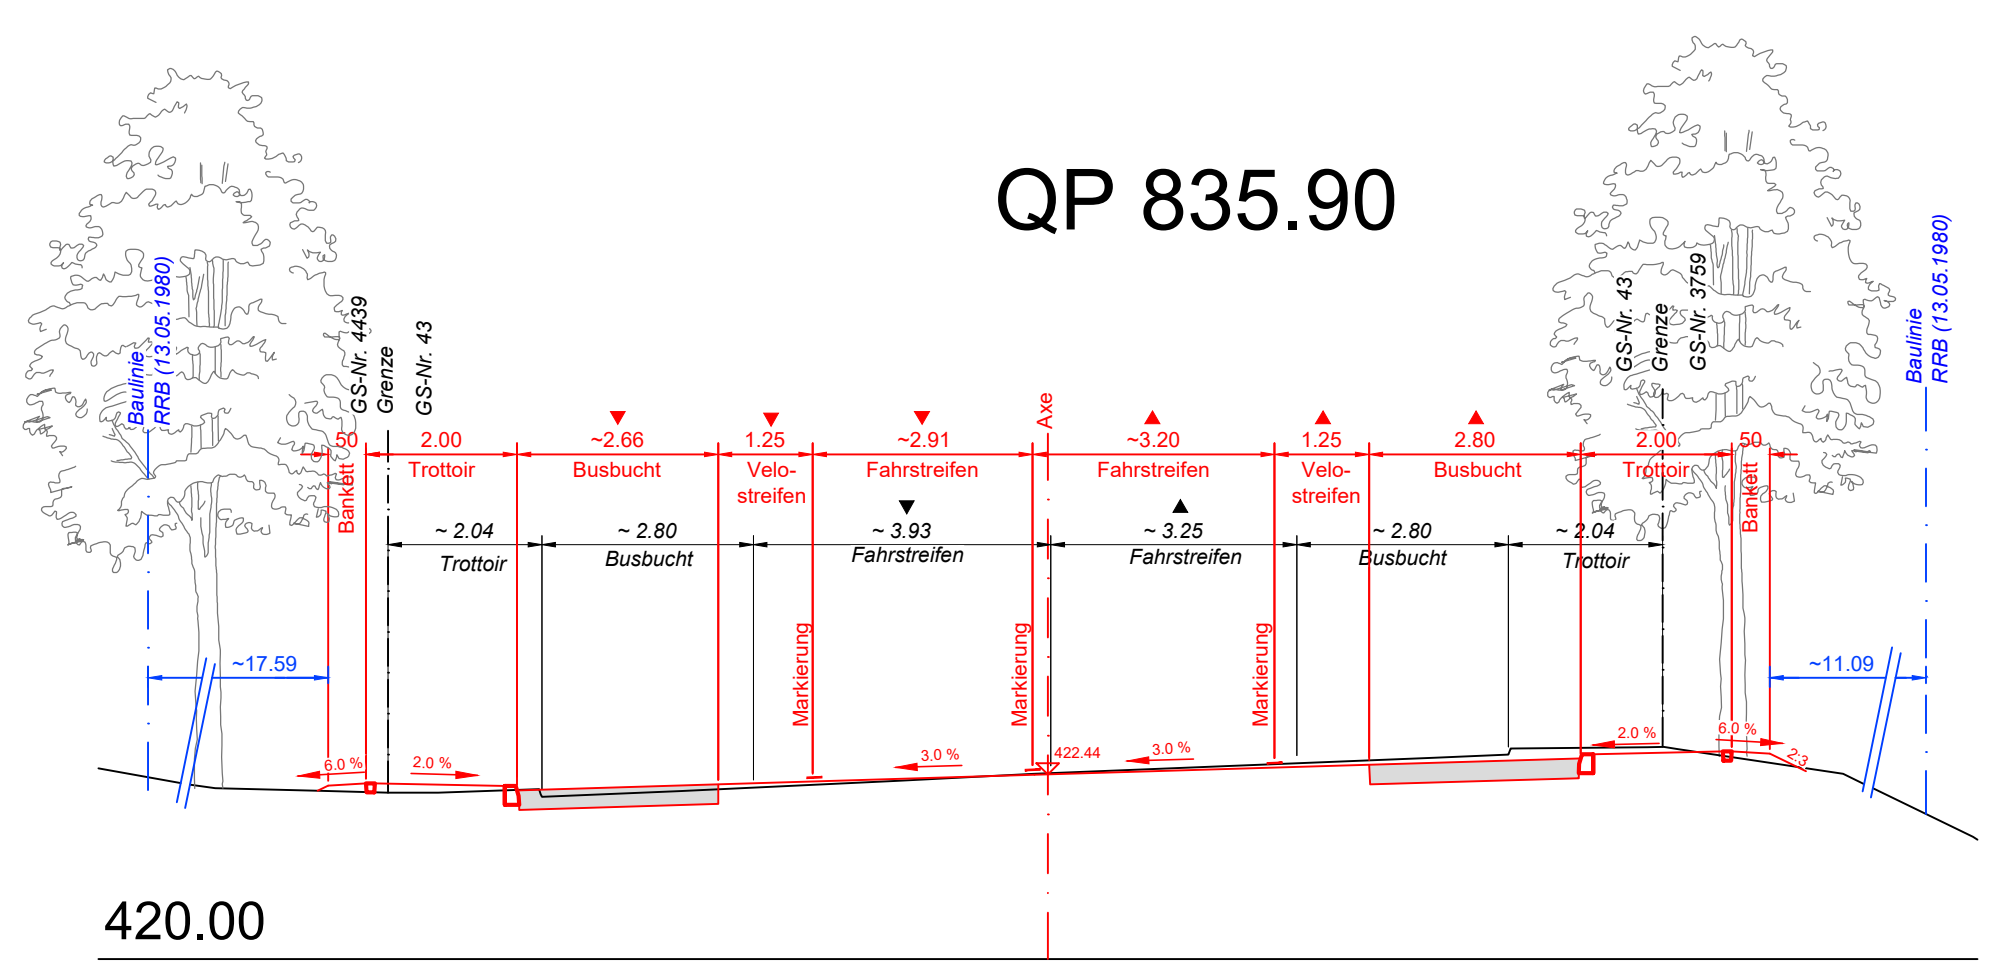 QP 835.90
Baulinie
RRB (13.05.1980)
GS-Nr. 4439
Grenze
GS-Nr. 43
Axe
GS-Nr. 43
Grenze
GS-Nr. 3759
Baulinie
RRB (13.05.1980)
50
2.00
~2.66
1.25
~2.91
~3.20
1.25
2.80
2.00
50
Bankett
Trottoir
Busbucht
Velo-
streifen
Fahrstreifen
Fahrstreifen
Velo-
streifen
Busbucht
Trottoir
Bankett
~ 2.04
~ 2.80
~ 3.93
~ 3.25
~ 2.80
~ 2.04
Trottoir
Busbucht
Fahrstreifen
Fahrstreifen
Busbucht
Trottoir
~17.59
Markierung
Markierung
Markierung
~11.09
6.0 %
2.0 %
3.0 %
422.44
3.0 %
2.0 %
6.0 %
2:3
420.00